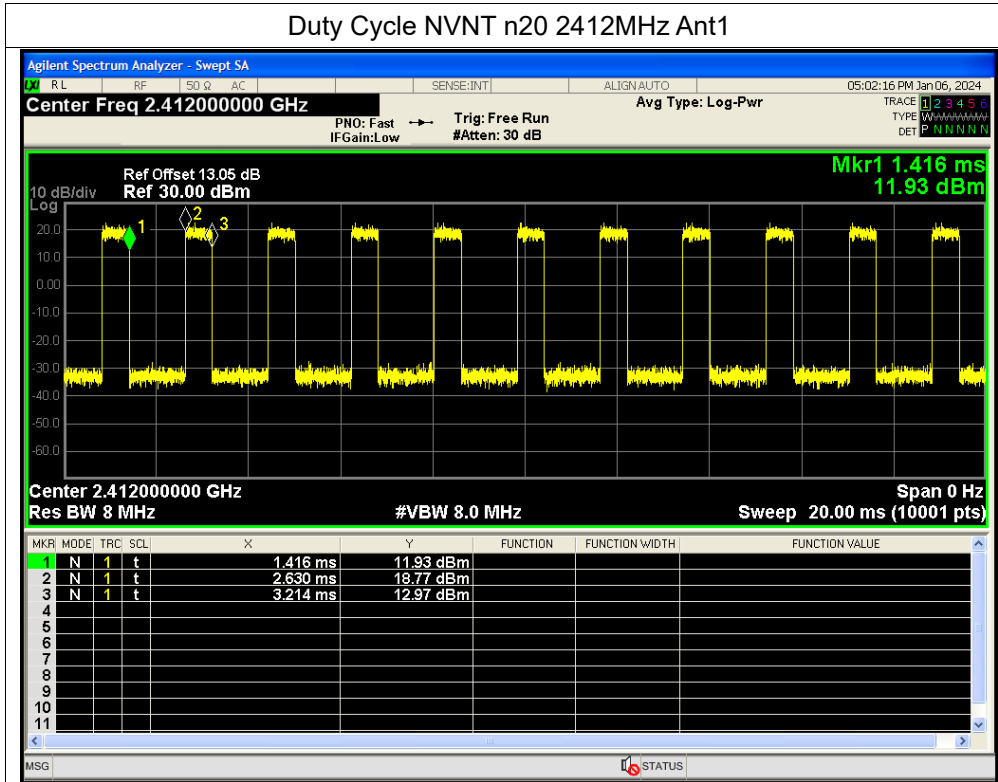 Duty Cycle NVNT n20 2412MHz Ant1
Agilent Spectrum Analyzer - Swept SA
LXI RL RF 50 Ω AC SENSE:INT ALIGN AUTO 05:02:16 PM Jan 06, 2024
Center Freq 2.412000000 GHz Avg Type: Log-Pwr TRACE 1 2 3 4 5 6
PNO: Fast Trig: Free Run TYPE WWWWWW
IFGain:Low #Atten: 30 dB DET P N N N N N
Mkr1 1.416 ms
11.93 dBm
Ref Offset 13.05 dB
10 dB/div Ref 30.00 dBm
Log
20.0
10.0
0.00
-10.0
-20.0
-30.0
-40.0
-50.0
-60.0
1
2
3
Center 2.412000000 GHz Span 0 Hz
Res BW 8 MHz #VBW 8.0 MHz Sweep 20.00 ms (10001 pts)
MKR MODE TRC SCL X Y FUNCTION FUNCTION WIDTH FUNCTION VALUE
1 N 1 t 1.416 ms 11.93 dBm
2 N 1 t 2.630 ms 18.77 dBm
3 N 1 t 3.214 ms 12.97 dBm
4
5
6
7
8
9
10
11
MSG STATUS